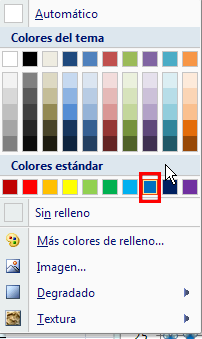 Automático
Colores del tema
Colores estándar
Sin relleno
Más colores de relleno...
Imagen...
Degradado
Textura